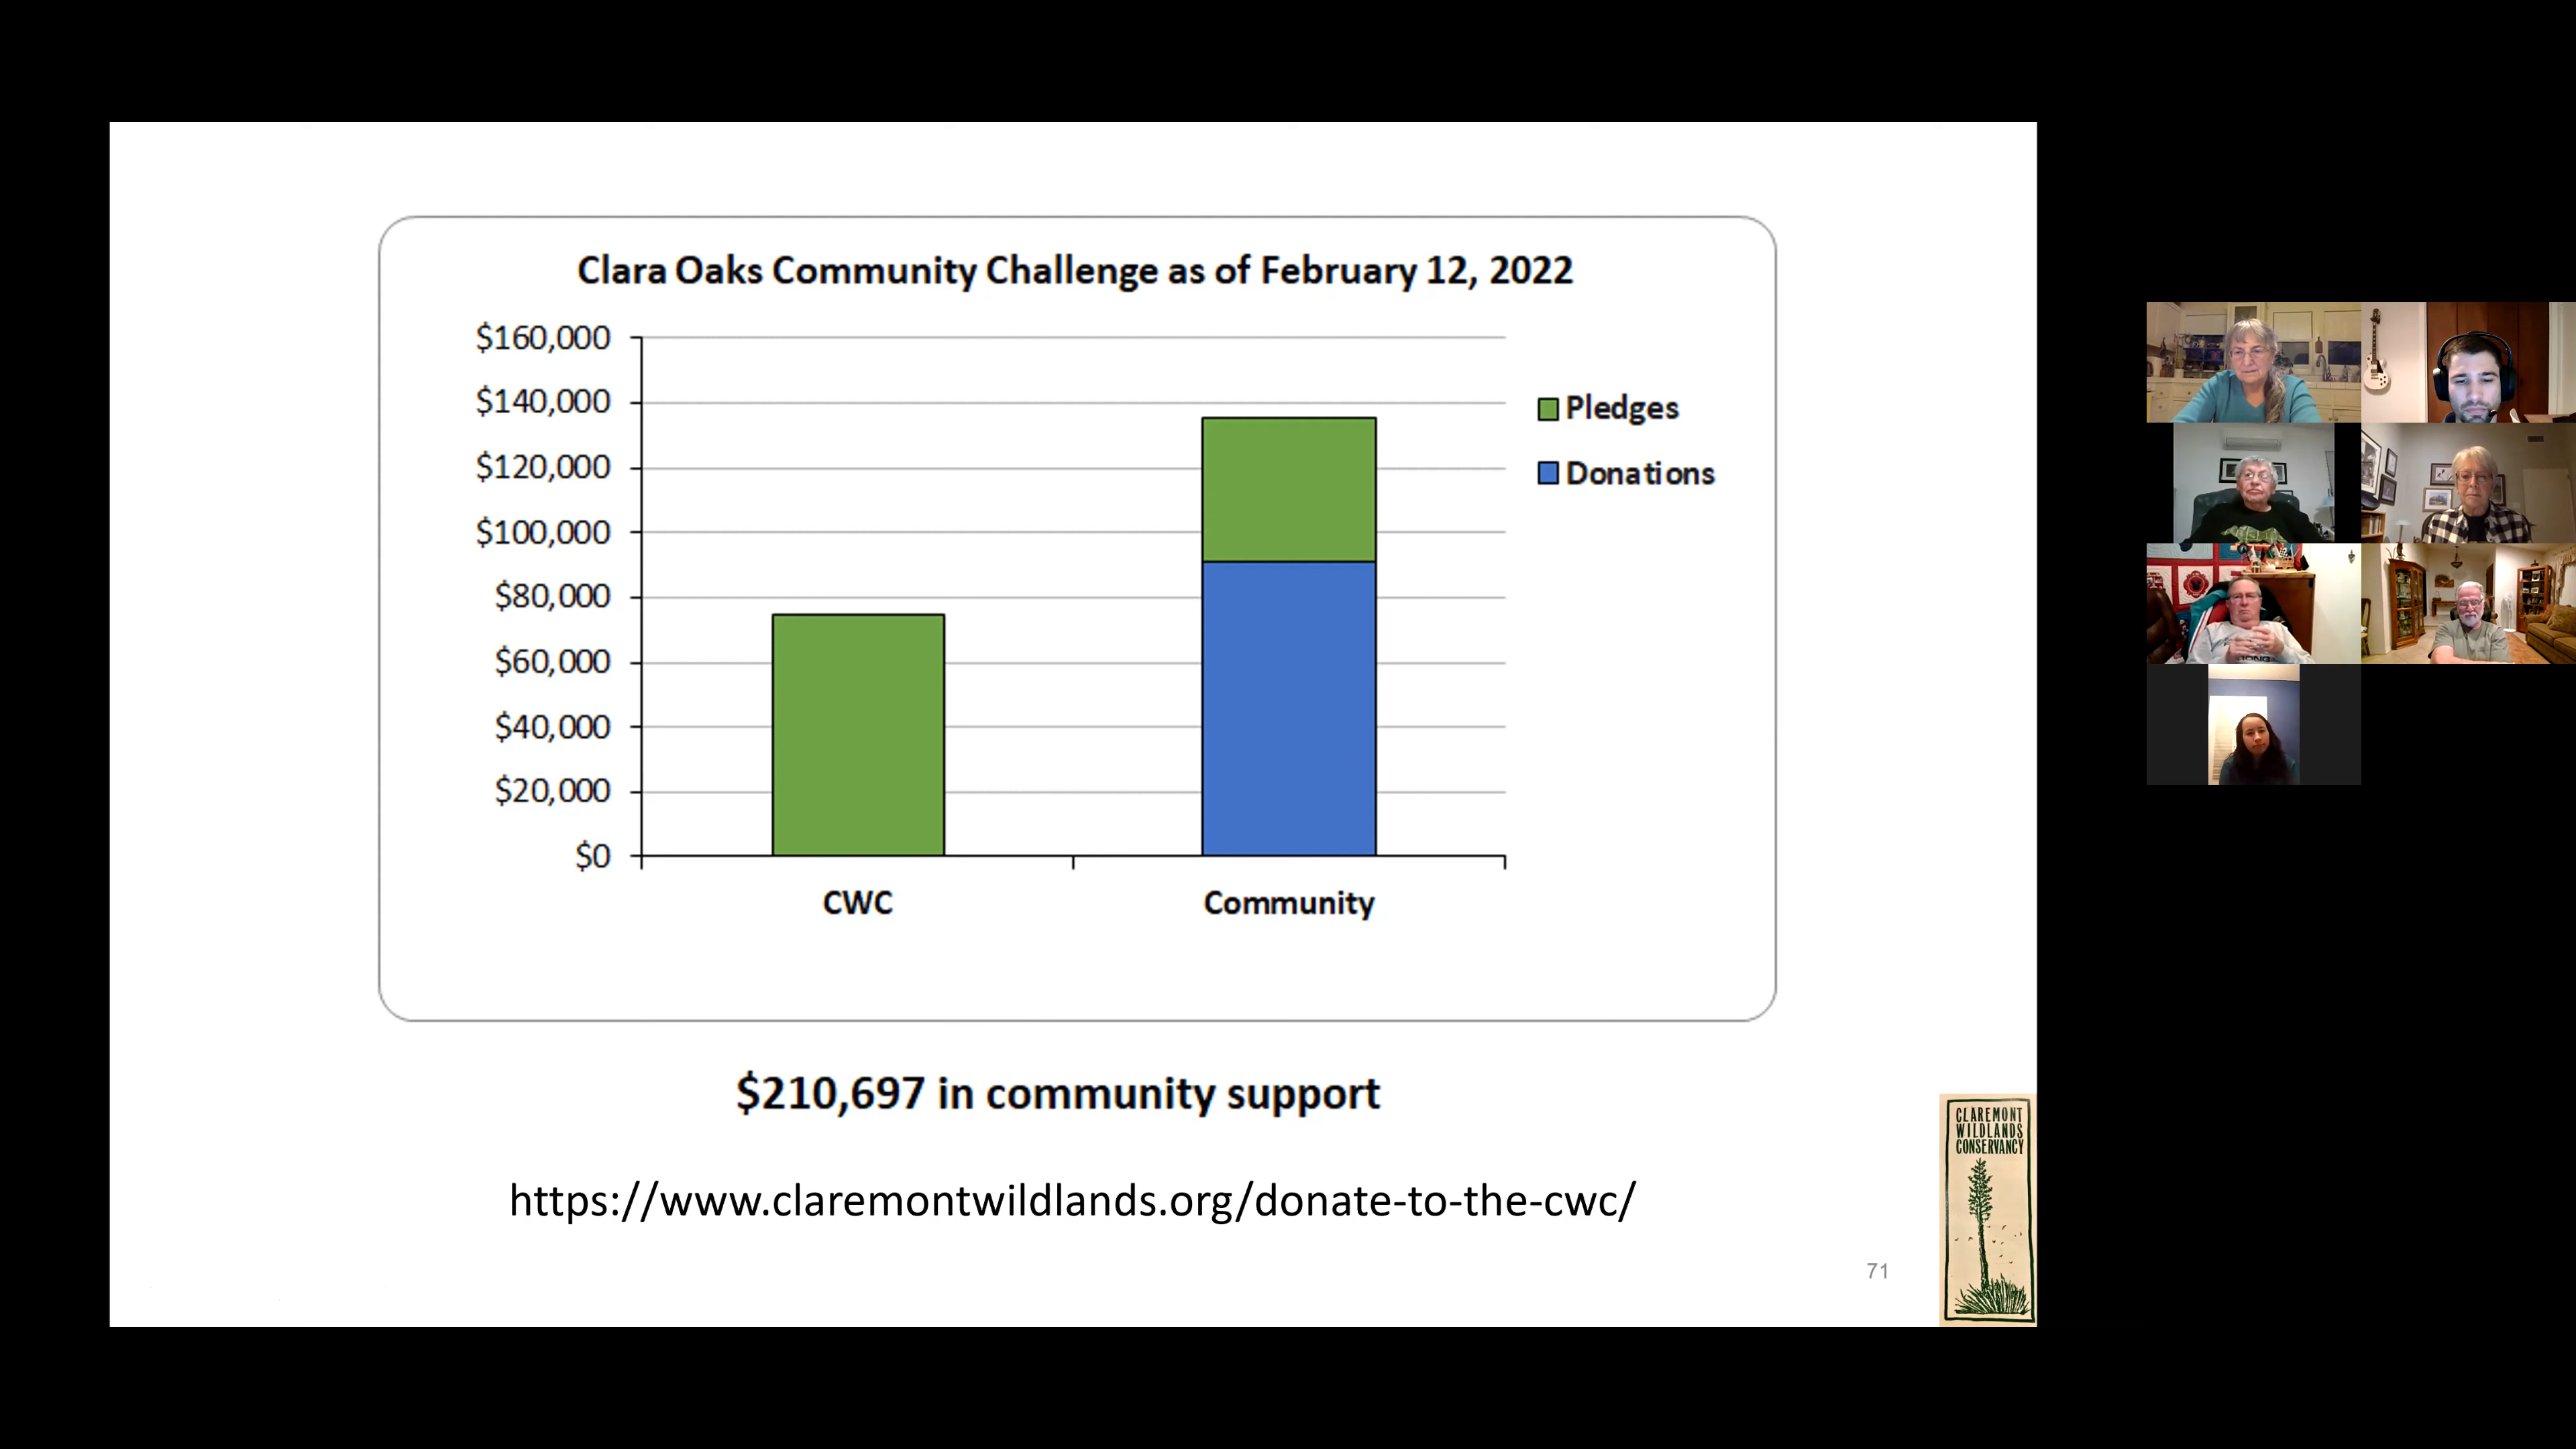 Clara Oaks Community Challenge as of February 12, 2022
$160,000
$140,000
$120,000
$100,000
$80,000
$60,000
$40,000
$20,000
$0
Pledges
Donations
CWC
Community
$210,697 in community support
https://www.claremontwildlands.org/donate-to-the-cwc/
71
CLAREMONT
WILDLANDS
CONSERVANCY